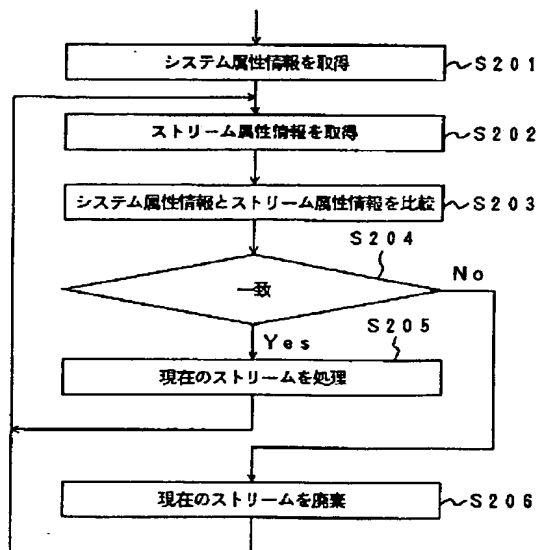 システム属性情報を取得
S201
ストリーム属性情報を取得
S202
システム属性情報とストリーム属性情報を比較
S203
S204
一致
No
Yes
S205
現在のストリームを処理
現在のストリームを廃棄
S206